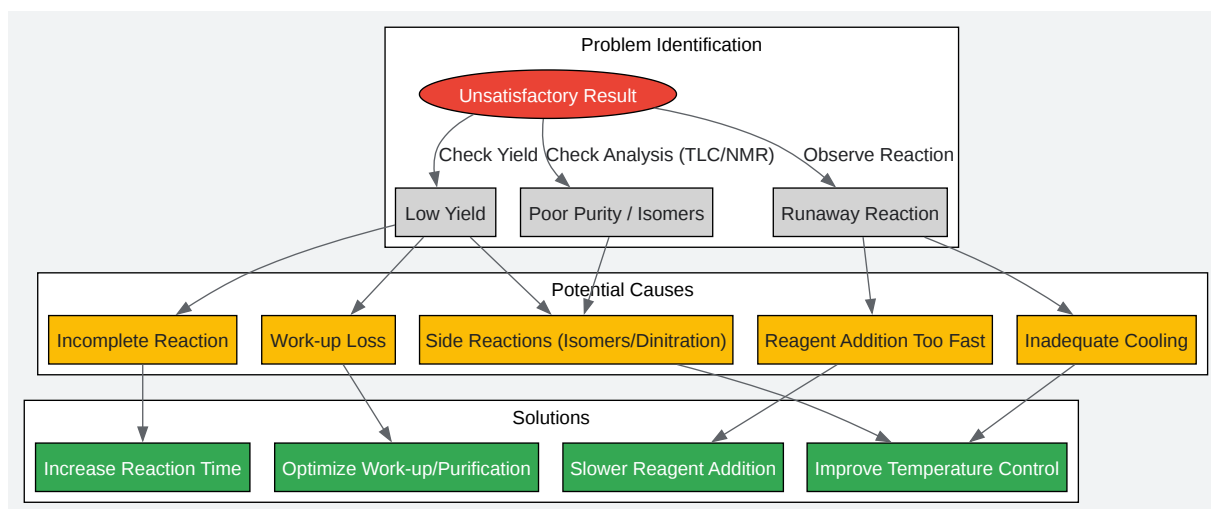 Problem Identification
Unsatisfactory Result
Check Yield
Check Analysis (TLC/NMR)
Observe Reaction
Low Yield
Poor Purity / Isomers
Runaway Reaction
Potential Causes
Incomplete Reaction
Work-up Loss
Side Reactions (Isomers/Dinitration)
Reagent Addition Too Fast
Inadequate Cooling
Solutions
Increase Reaction Time
Optimize Work-up/Purification
Slower Reagent Addition
Improve Temperature Control